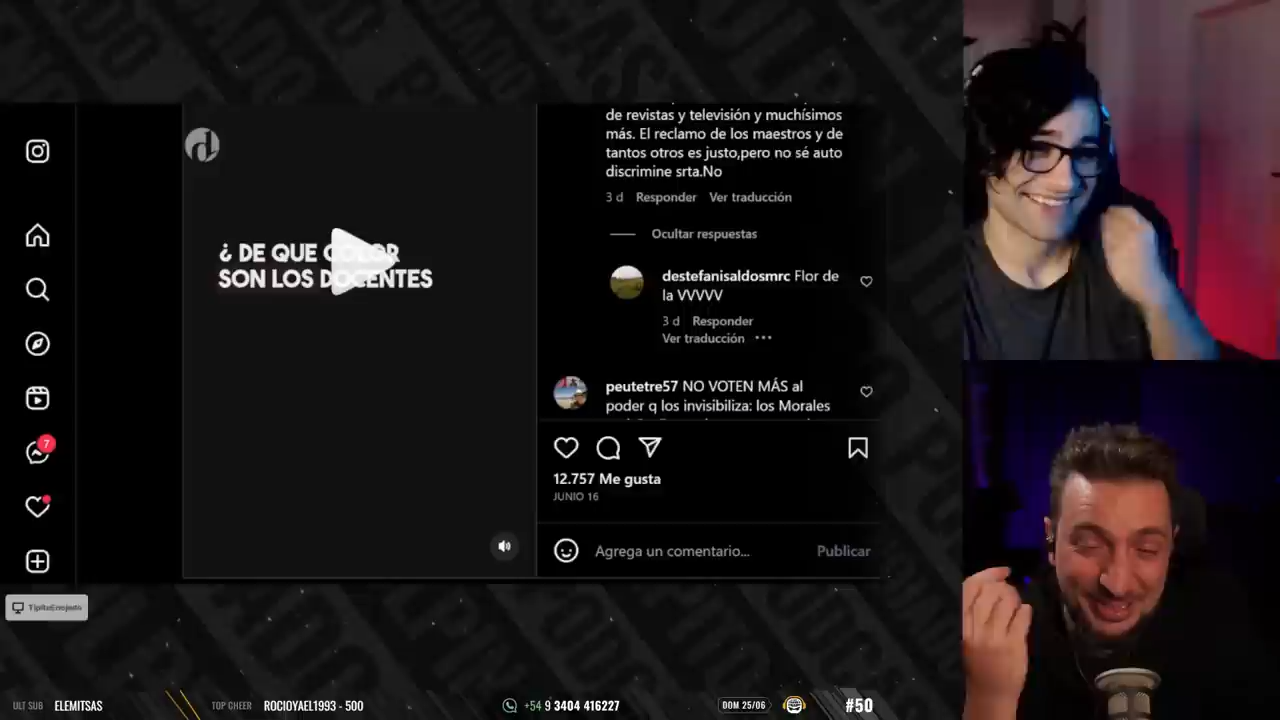 de revistas y televisión y muchísimos
más. El reclamo de los maestros y de
tantos otros es justo,pero no sé auto
discrimine srta.No
3 d Responder Ver traducción
Ocultar respuestas
destefanisaldosmrc Flor de
la VVVVV
3 d Responder
Ver traducción ···
peutetre57 NO VOTEN MÁS al
poder q los invisibiliza: los Morales
12.757 Me gusta
JUNIO 16
Agrega un comentario... Publicar
¿ DE QUE COLOR
SON LOS DOCENTES
7
TipitoEnojado
ULT SUB ELEMITSAS
TOP CHEER ROCIOYAEL1993 - 500
+54 9 3404 416227
DOM 25/06
#50